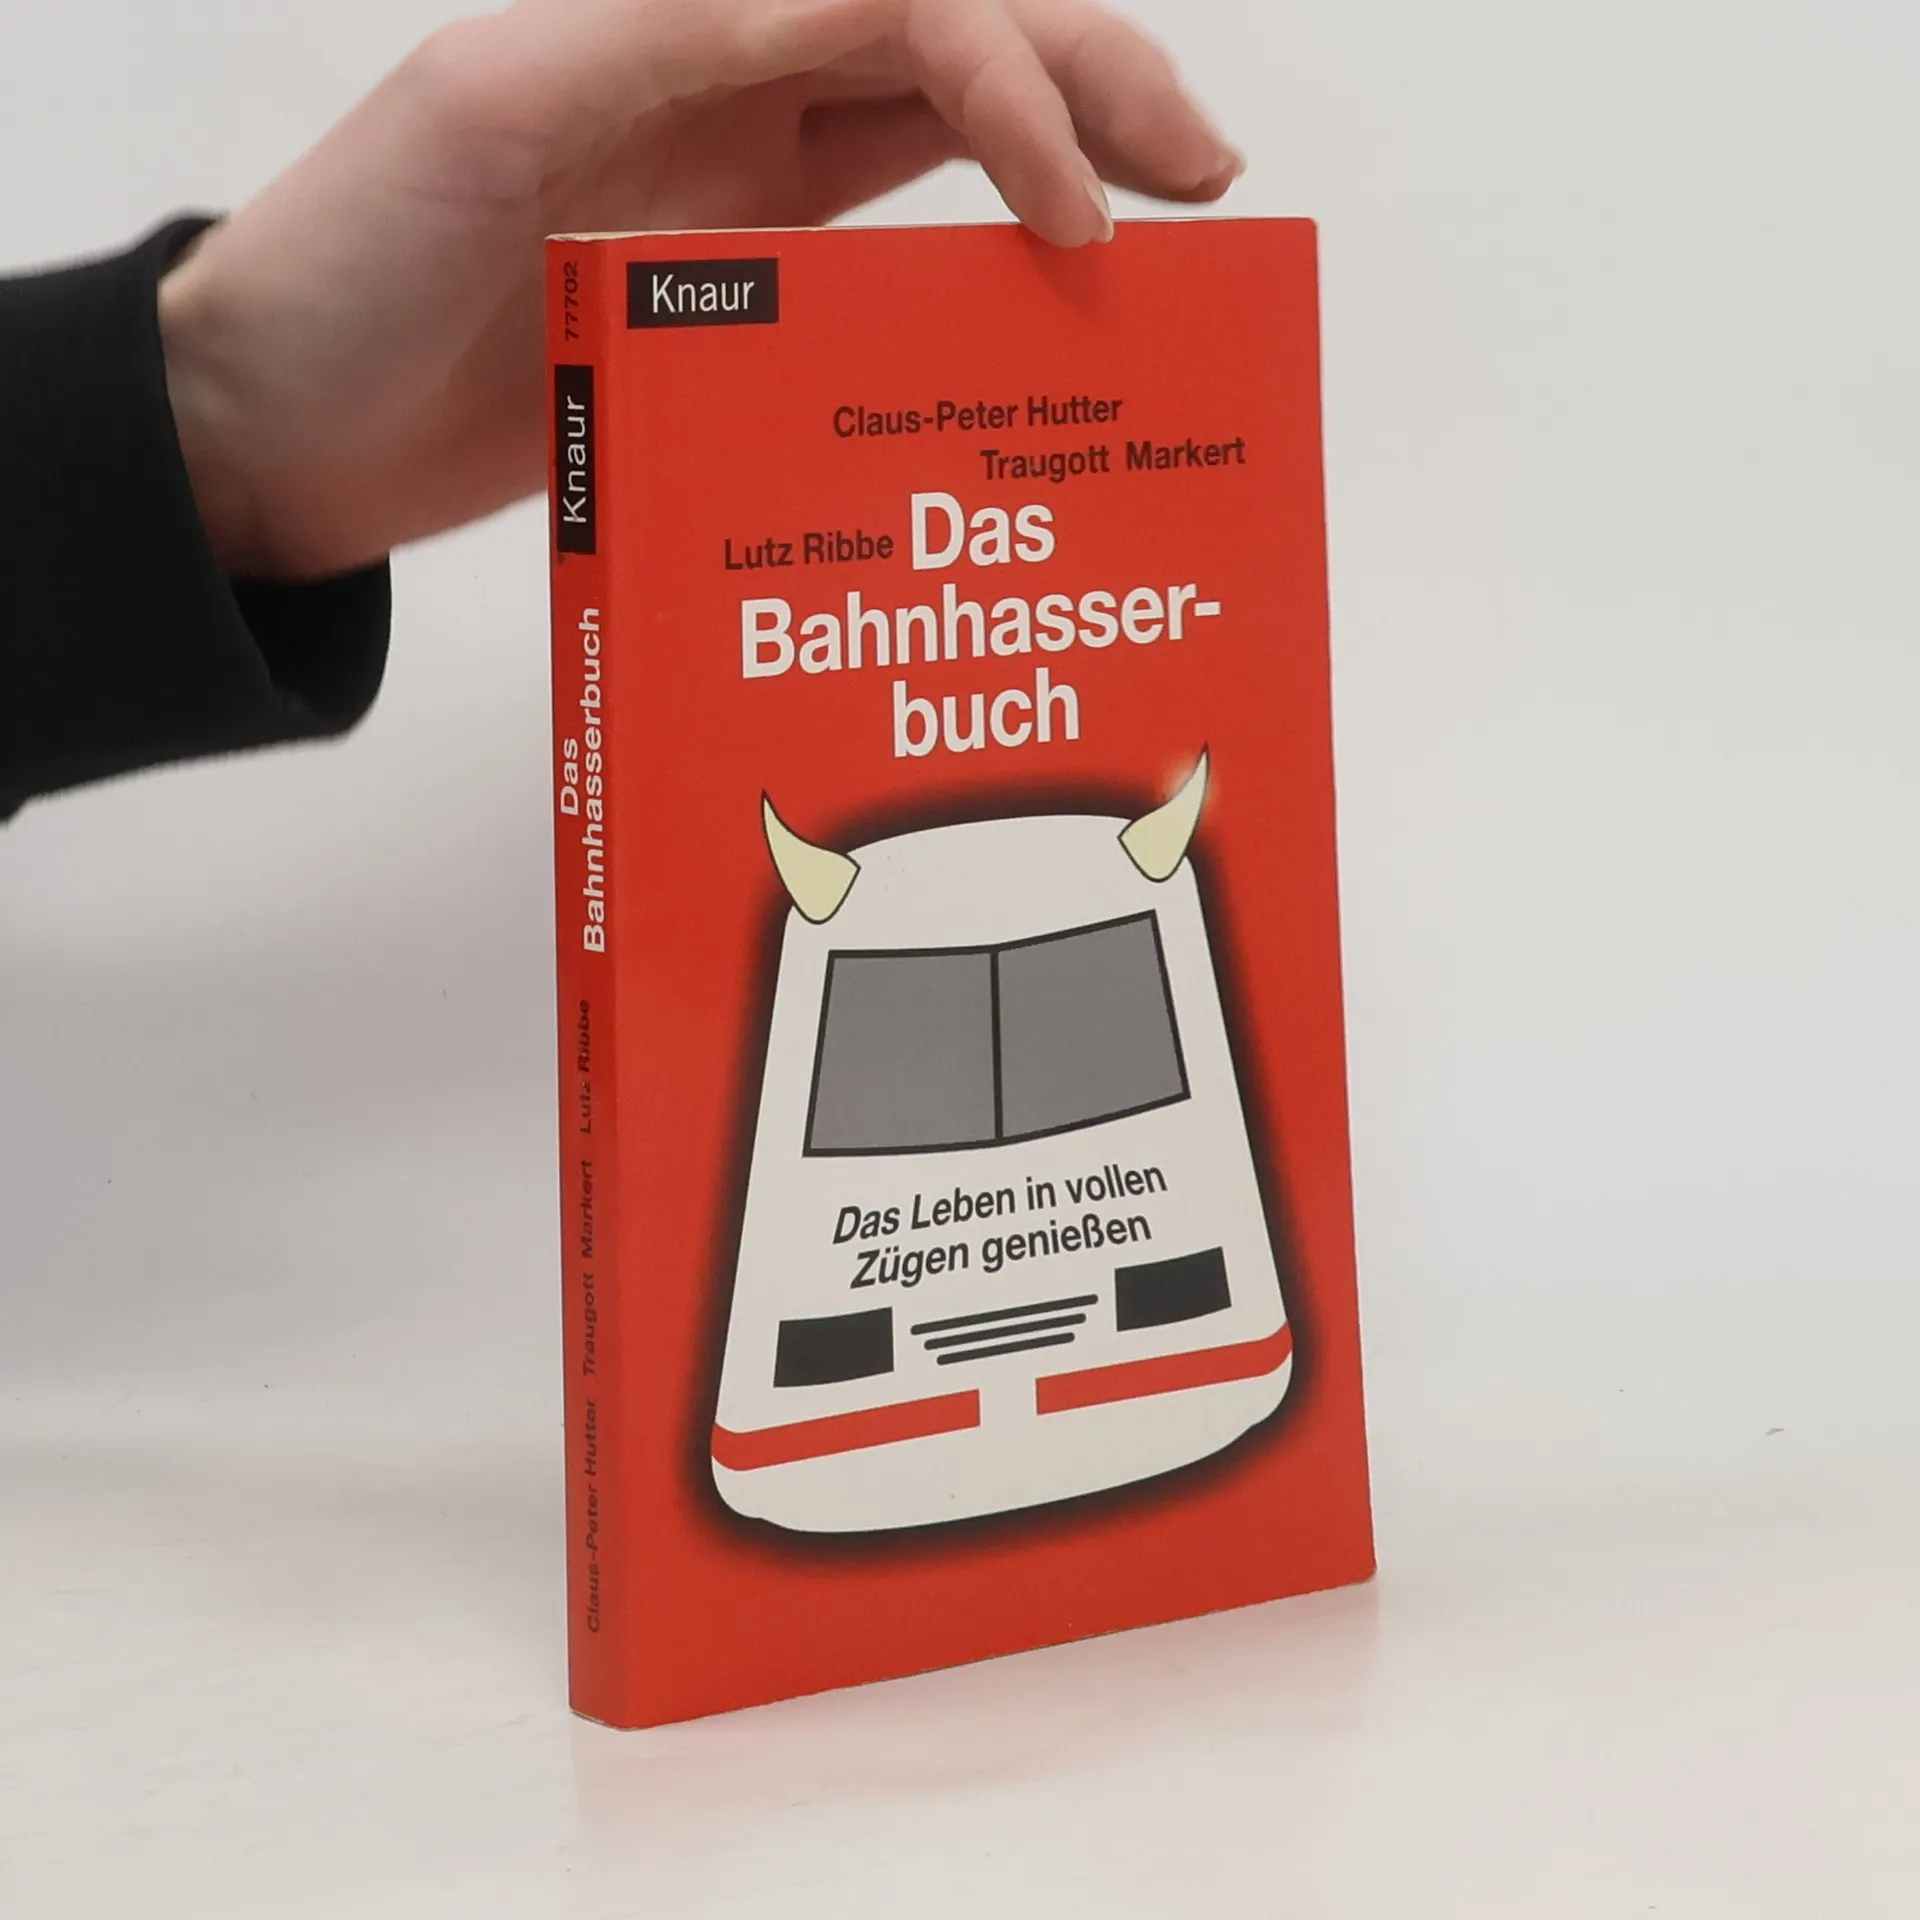 Knaur
Claus-Peter Hutter
Traugott Markert
Lutz Ribbe Das
Bahnhasser-
buch
Das Leben in vollen
Zügen genießen
77702
Knaur
Das
Bahnhasserbuch
Claus-Peter Hutter Traugott Markert Lutz Ribbe